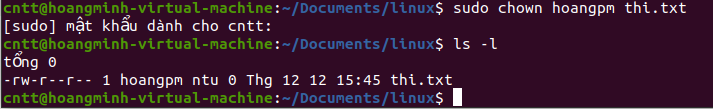 cntt@hoangminh-virtual-machine:~/Documents/linux$ sudo chown hoangpm thi.txt
[sudo] mật khẩu dành cho cntt:
cntt@hoangminh-virtual-machine:~/Documents/linux$ ls -l
tổng 0
-rw-r--r-- 1 hoangpm ntu 0 Thg 12 12 15:45 thi.txt
cntt@hoangminh-virtual-machine:~/Documents/linux$